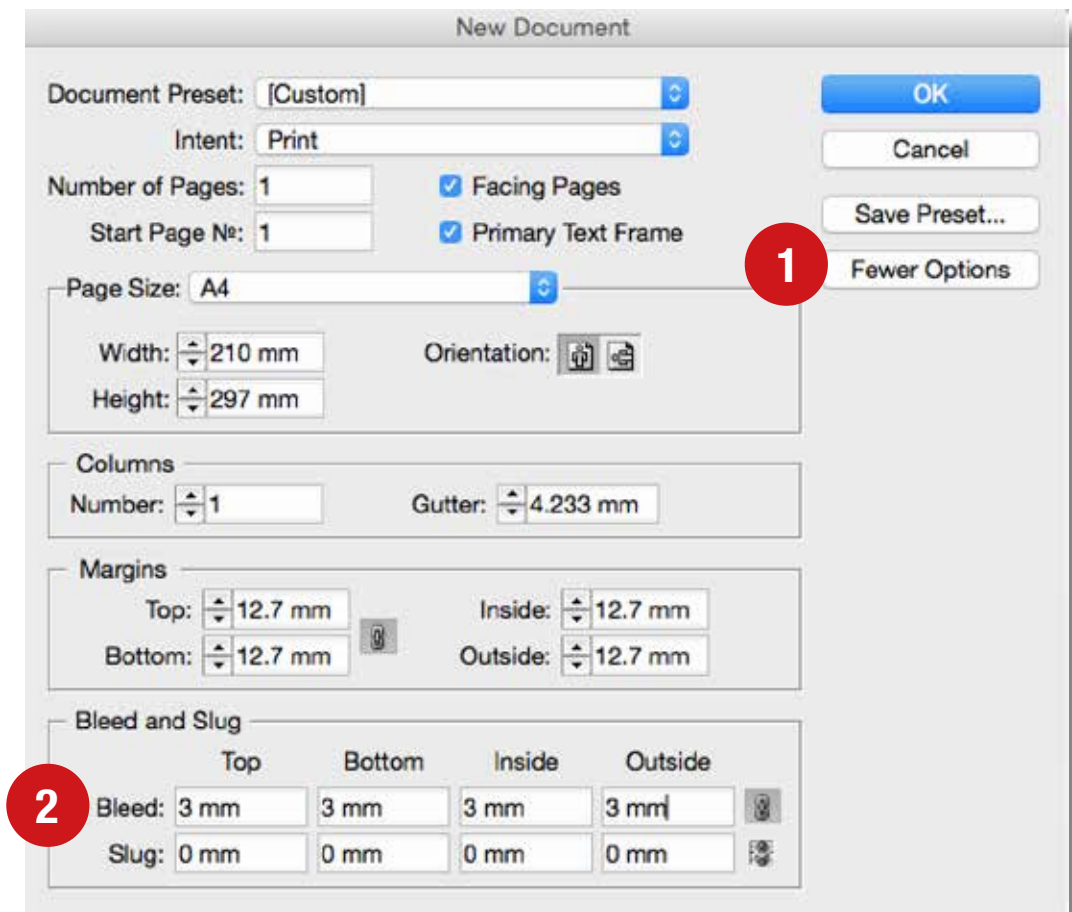 New Document
Document Preset: [Custom]
OK
Intent: Print
Cancel
Number of Pages: 1
Facing Pages
Save Preset...
Start Page №: 1
Primary Text Frame
1
Fewer Options
Page Size: A4
Width: 210 mm
Orientation:
Height: 297 mm
Columns
Number: 1
Gutter: 4.233 mm
Margins
Top: 12.7 mm
Inside: 12.7 mm
Bottom: 12.7 mm
Outside: 12.7 mm
Bleed and Slug
Top Bottom Inside Outside
2
Bleed: 3 mm 3 mm 3 mm 3 mm
Slug: 0 mm 0 mm 0 mm 0 mm